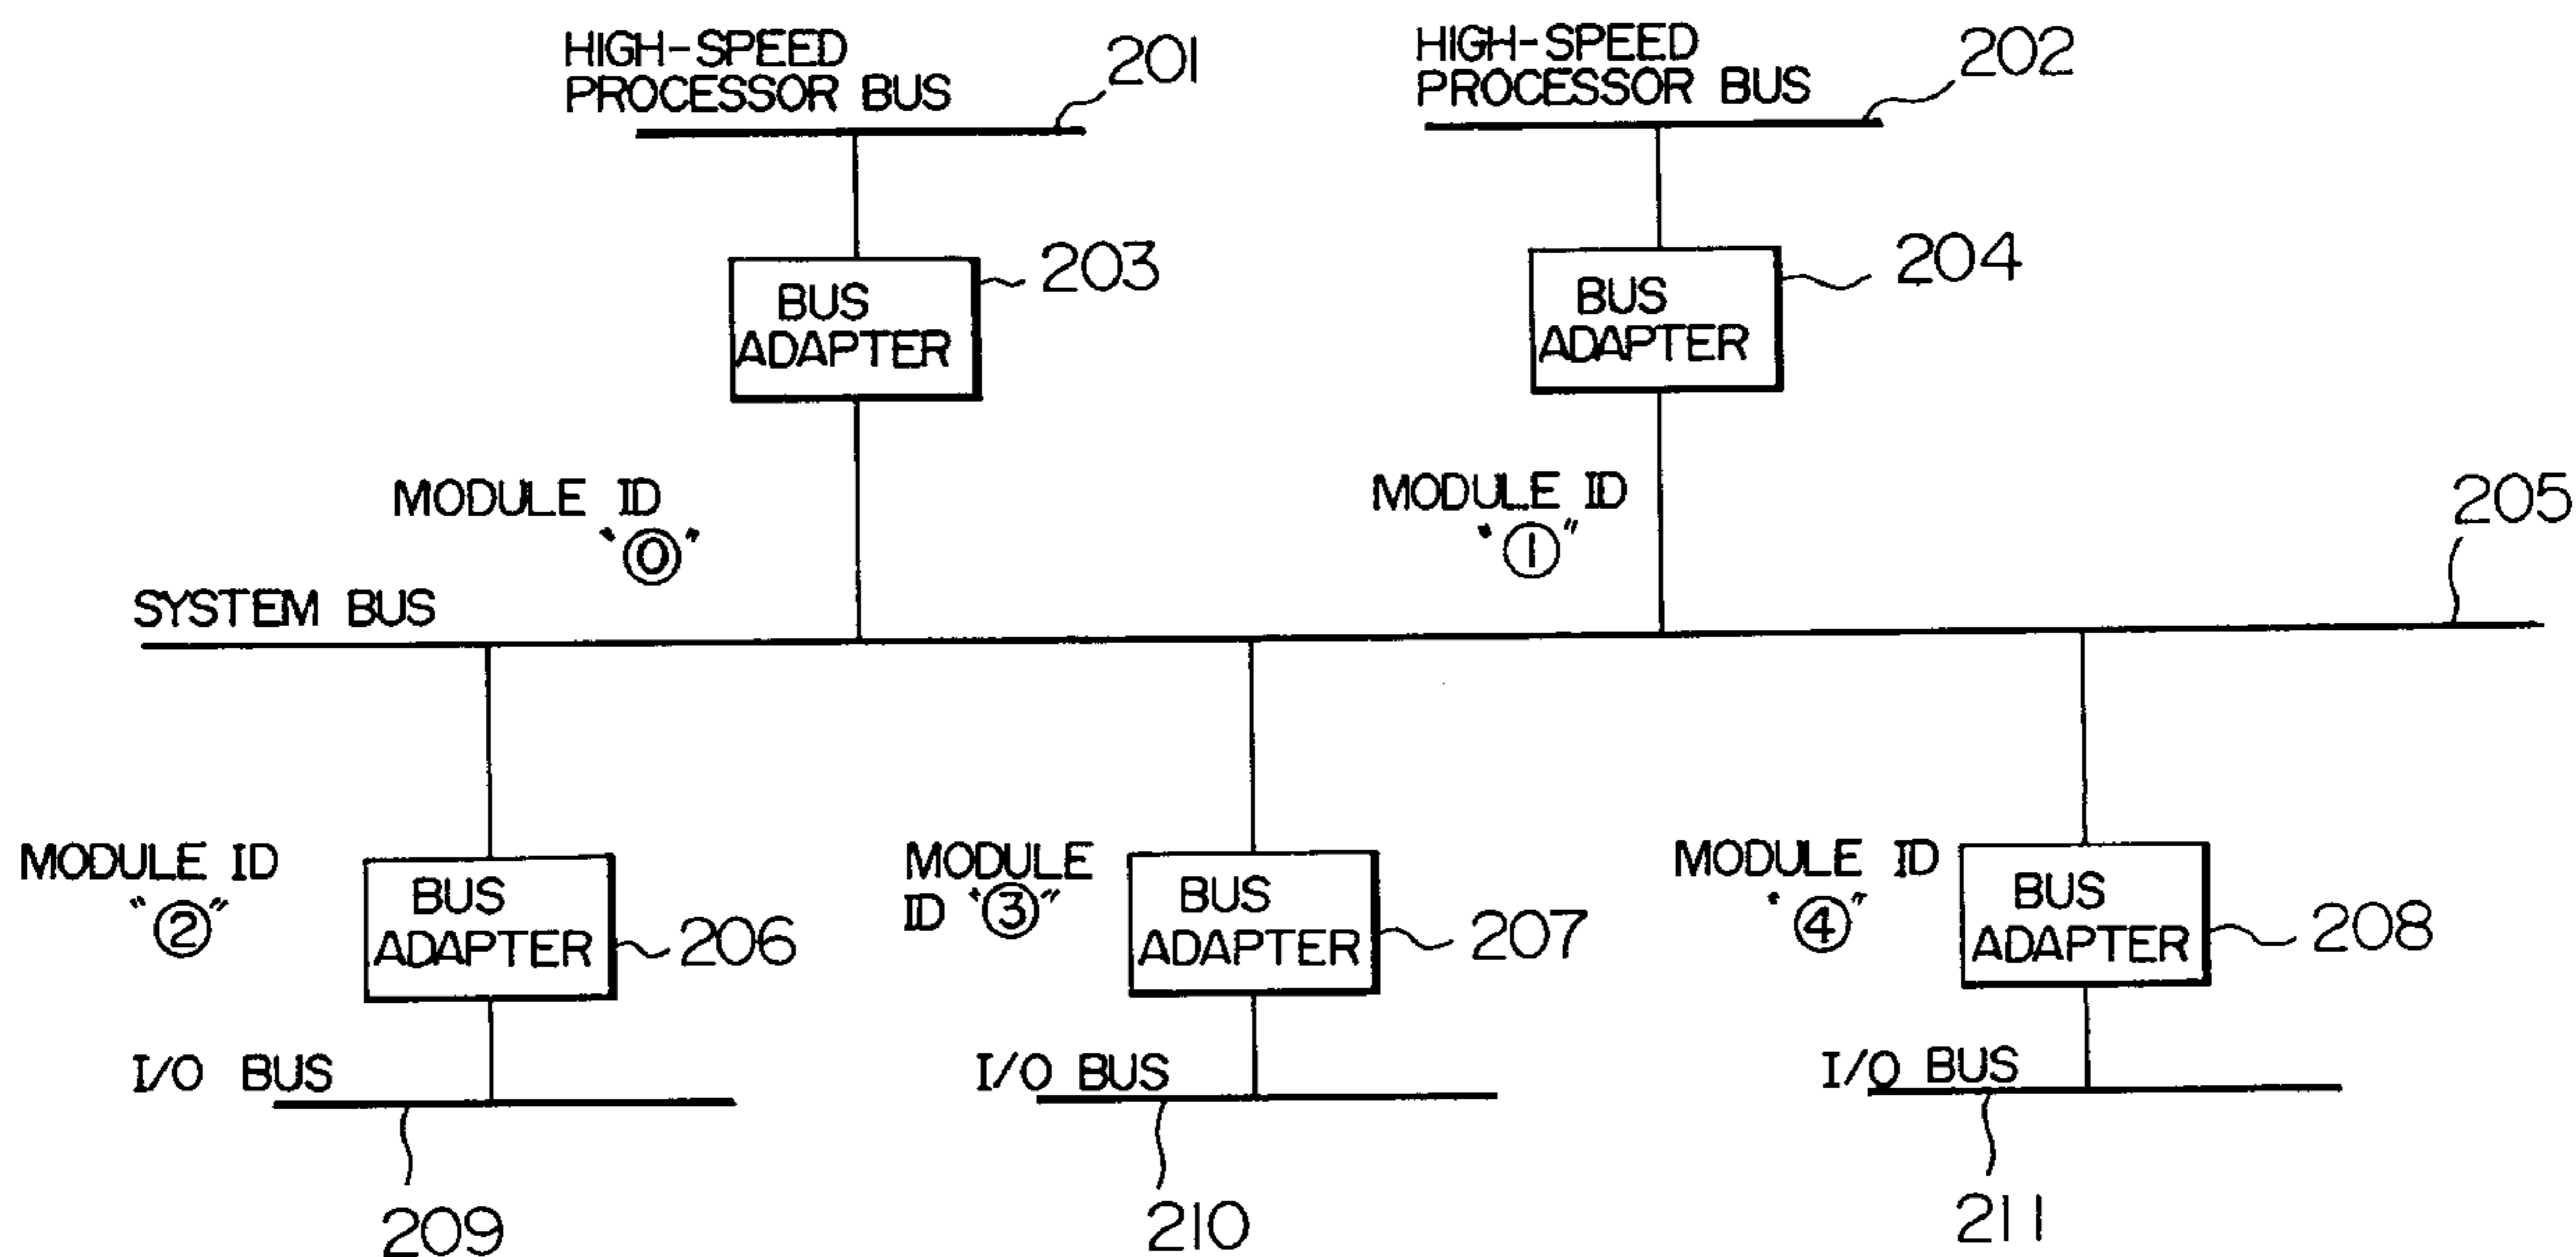 HIGH-SPEED
PROCESSOR BUS
201
HIGH-SPEED
PROCESSOR BUS
202
BUS
ADAPTER
203
BUS
ADAPTER
204
MODULE ID
"⓪"
MODULE ID
"①"
205
SYSTEM BUS
MODULE ID
"②"
BUS
ADAPTER
206
MODULE
ID "③"
BUS
ADAPTER
207
MODULE ID
"④"
BUS
ADAPTER
208
I/O BUS
I/O BUS
I/O BUS
209
210
211